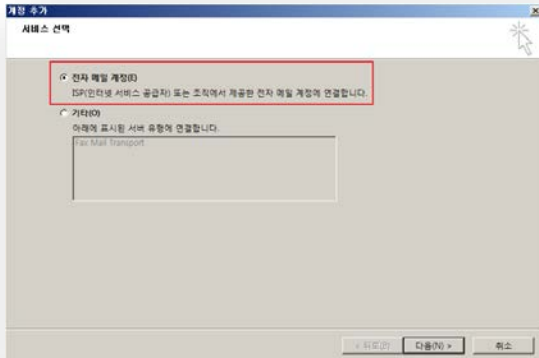 계정 추가
서비스 선택
전자 메일 계정(E)
ISP(인터넷 서비스 공급자) 또는 조직에서 제공한 전자 메일 계정에 연결합니다.
기타(O)
아래에 표시된 서버 유형에 연결합니다.
Fax Mail Transport
< 뒤로(B) 다음(N) > 취소